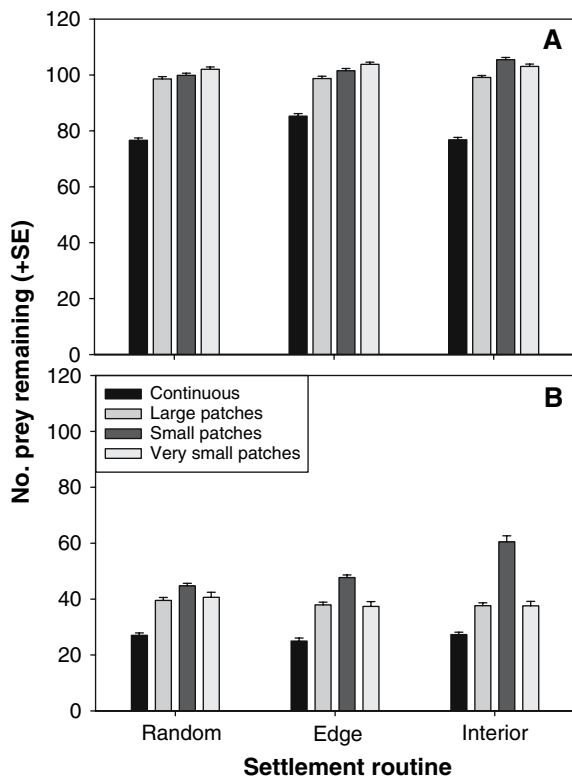 No. prey remaining (+SE)
120
100
80
60
40
20
0
A
120
100
80
60
40
20
0
B
Continuous
Large patches
Small patches
Very small patches
Random Edge Interior
Settlement routine